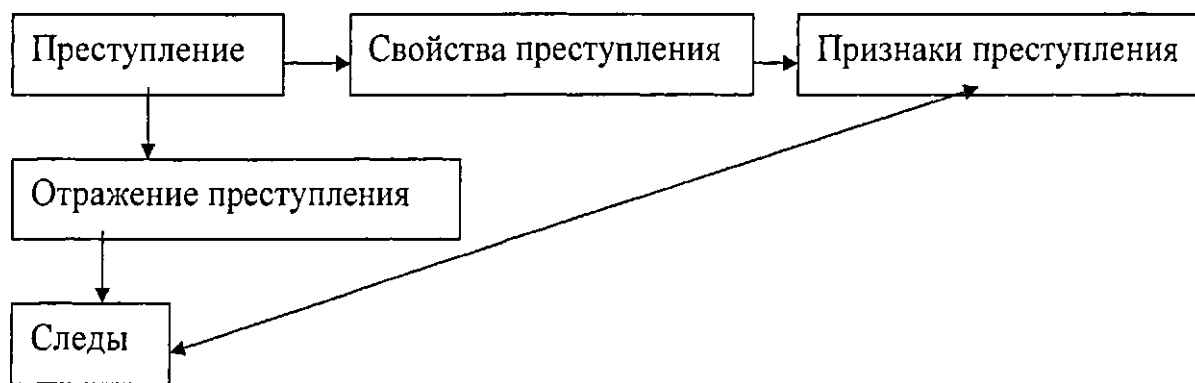 Преступление
Свойства преступления
Признаки преступления
Отражение преступления
Следы